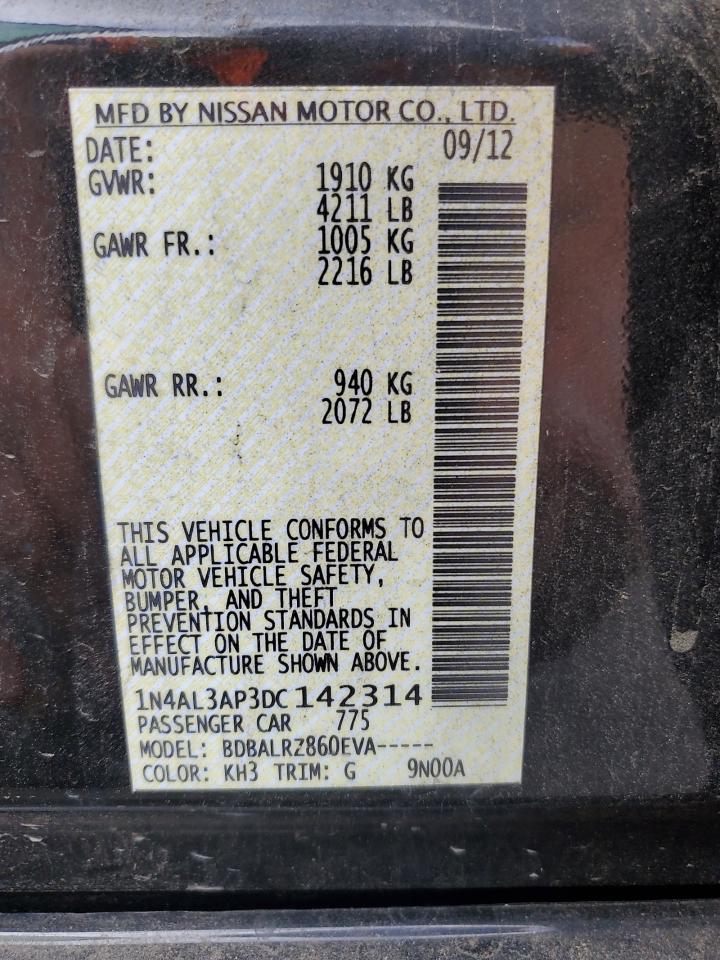 MFD BY NISSAN MOTOR CO., LTD.
DATE: 09/12
GVWR: 1910 KG
4211 LB
GAWR FR.: 1005 KG
2216 LB
GAWR RR.: 940 KG
2072 LB
THIS VEHICLE CONFORMS TO
ALL APPLICABLE FEDERAL
MOTOR VEHICLE SAFETY,
BUMPER, AND THEFT
PREVENTION STANDARDS IN
EFFECT ON THE DATE OF
MANUFACTURE SHOWN ABOVE.
1N4AL3AP3DC142314
PASSENGER CAR 775
MODEL: BDBALRZ860EVA-----
COLOR: KH3 TRIM: G 9N00A